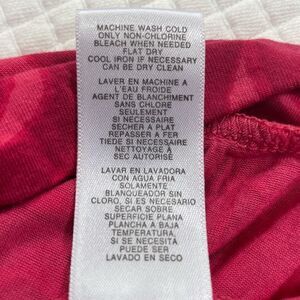 MACHINE WASH COLD
ONLY NON-CHLORINE
BLEACH WHEN NEEDED
FLAT DRY
COOL IRON IF NECESSARY
CAN BE DRY CLEAN
LAVER EN MACHINE A
L'EAU FROIDE
AGENT DE BLANCHIMENT
SANS CHLORE
SEULEMENT
SI NECESSAIRE
SECHER A PLAT
REPASSER A FER
TIEDE SI NECESSAIRE
NETTOYAGE A
SEC AUTORISÉ
LAVAR EN LAVADORA
CON AGUA FRIA
SOLAMENTE
BLANQUEADOR SIN
CLORO, SI ES NECESARIO
SECAR SOBRE
SUPERFICIE PLANA
PLANCHA A BAJA
TEMPERATURA,
SI SE NECESITA
PUEDE SER
LAVADO EN SECO